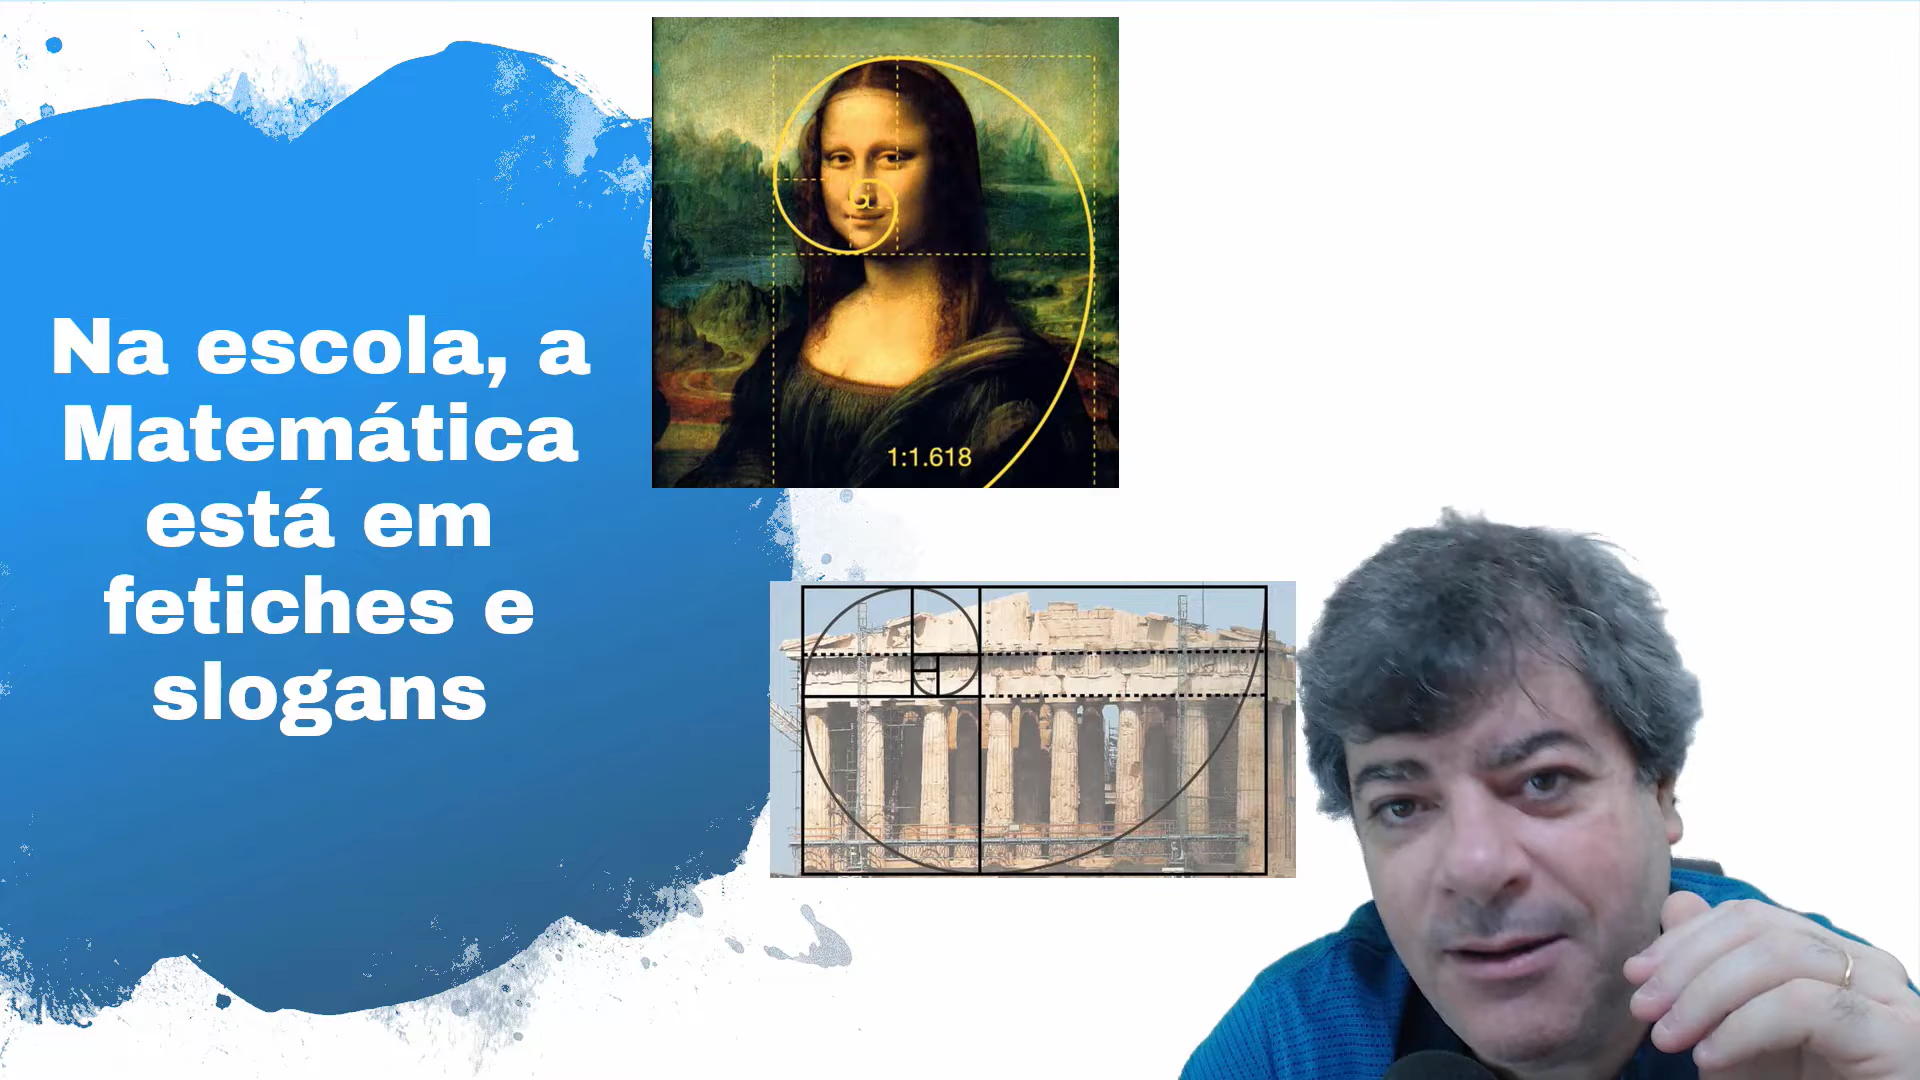 Na escola, a
Matemática
está em
fetiches e
slogans
1:1.618